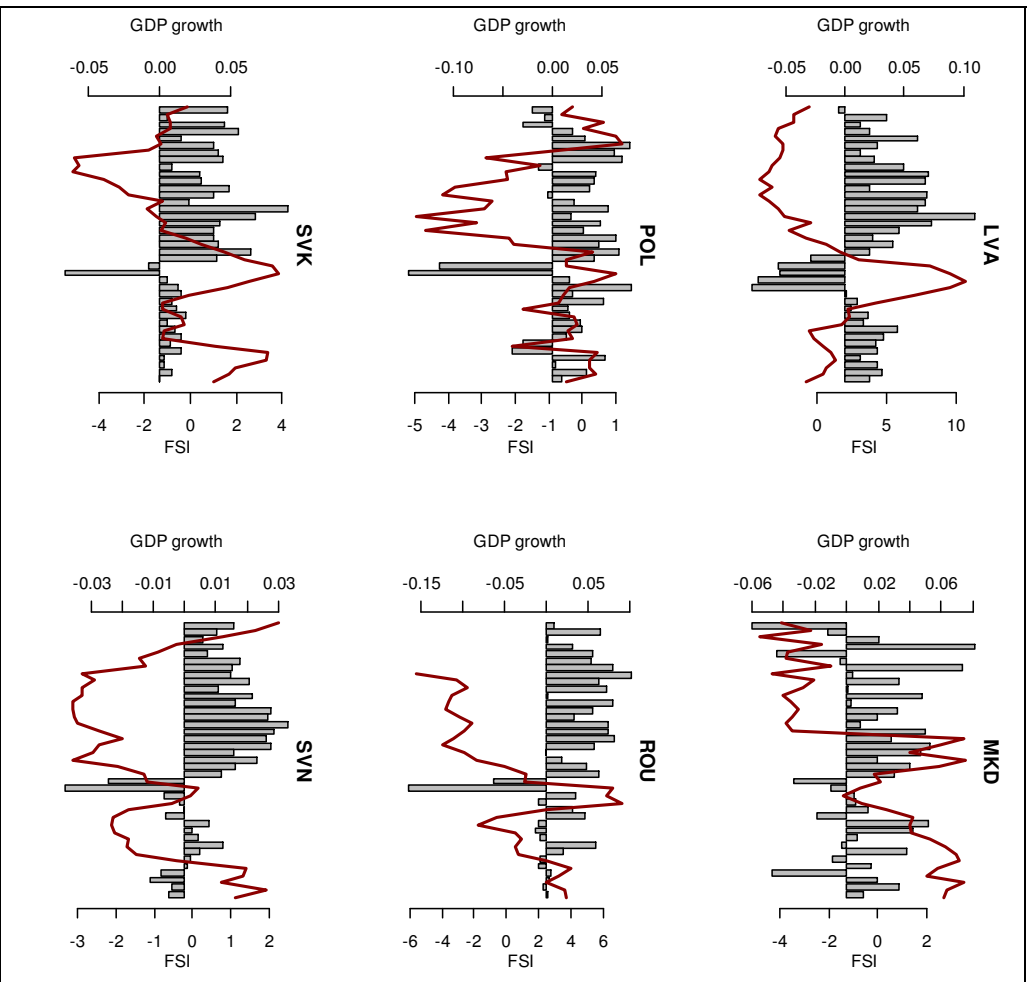 GDP growth GDP growth GDP growth
-0.05 0.00 0.05 -0.10 0.00 0.05 -0.05 0.00 0.05 0.10
SVK POL LVA
-4 -2 0 2 4 -5 -4 -3 -2 -1 0 1 0 5 10
FSI FSI FSI
GDP growth GDP growth GDP growth
-0.03 -0.01 0.01 0.03 -0.15 -0.05 0.05 -0.06 -0.02 0.02 0.06
SVN ROU MKD
-3 -2 -1 0 1 2 -6 -4 -2 0 2 4 6 -4 -2 0 2
FSI FSI FSI